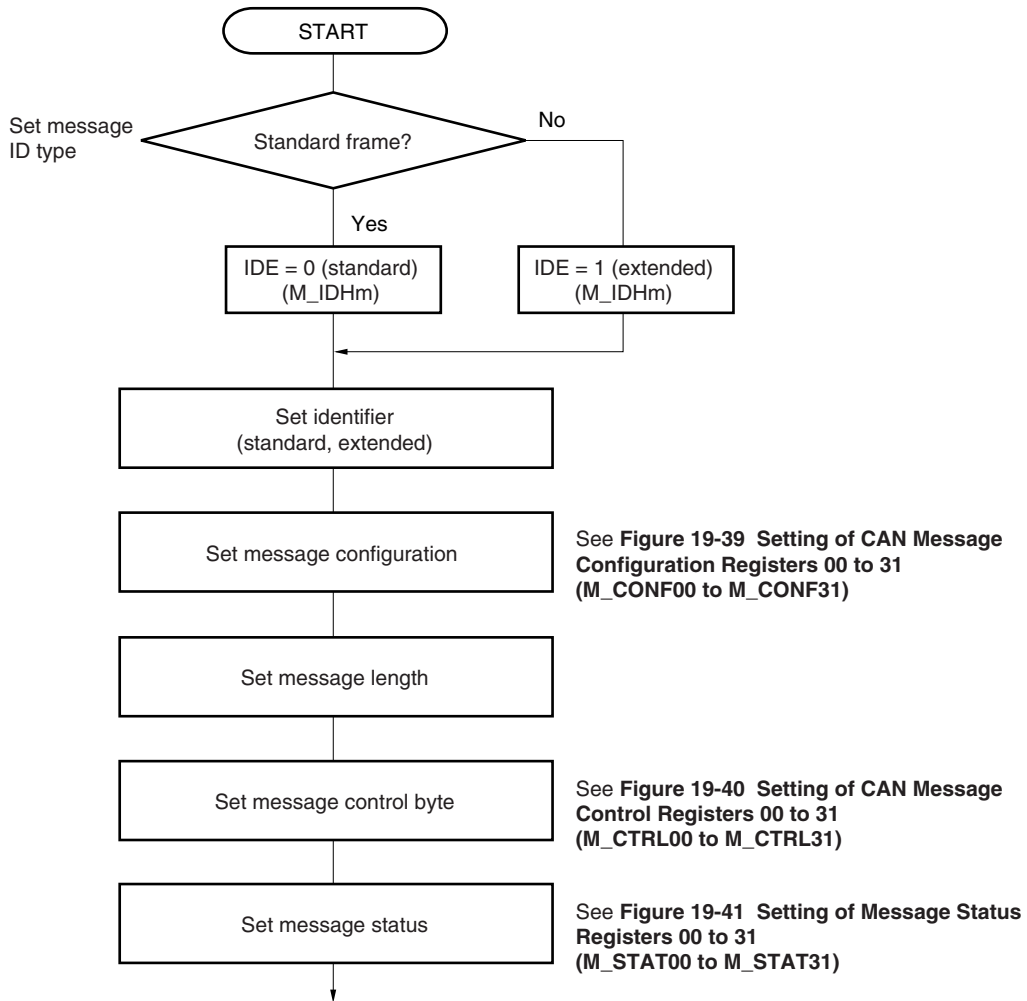 START
Set message
ID type
Standard frame?
No
Yes
IDE = 0 (standard)
(M_IDHm)
IDE = 1 (extended)
(M_IDHm)
Set identifier
(standard, extended)
Set message configuration
See Figure 19-39 Setting of CAN Message
Configuration Registers 00 to 31
(M_CONF00 to M_CONF31)
Set message length
Set message control byte
See Figure 19-40 Setting of CAN Message
Control Registers 00 to 31
(M_CTRL00 to M_CTRL31)
Set message status
See Figure 19-41 Setting of Message Status
Registers 00 to 31
(M_STAT00 to M_STAT31)